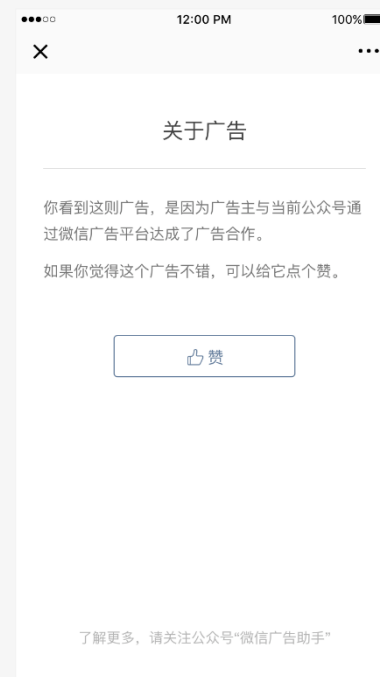 12:00 PM 100%
关于广告
你看到这则广告，是因为广告主与当前公众号通
过微信广告平台达成了广告合作。
如果你觉得这个广告不错，可以给它点个赞。
赞
了解更多，请关注公众号“微信广告助手”